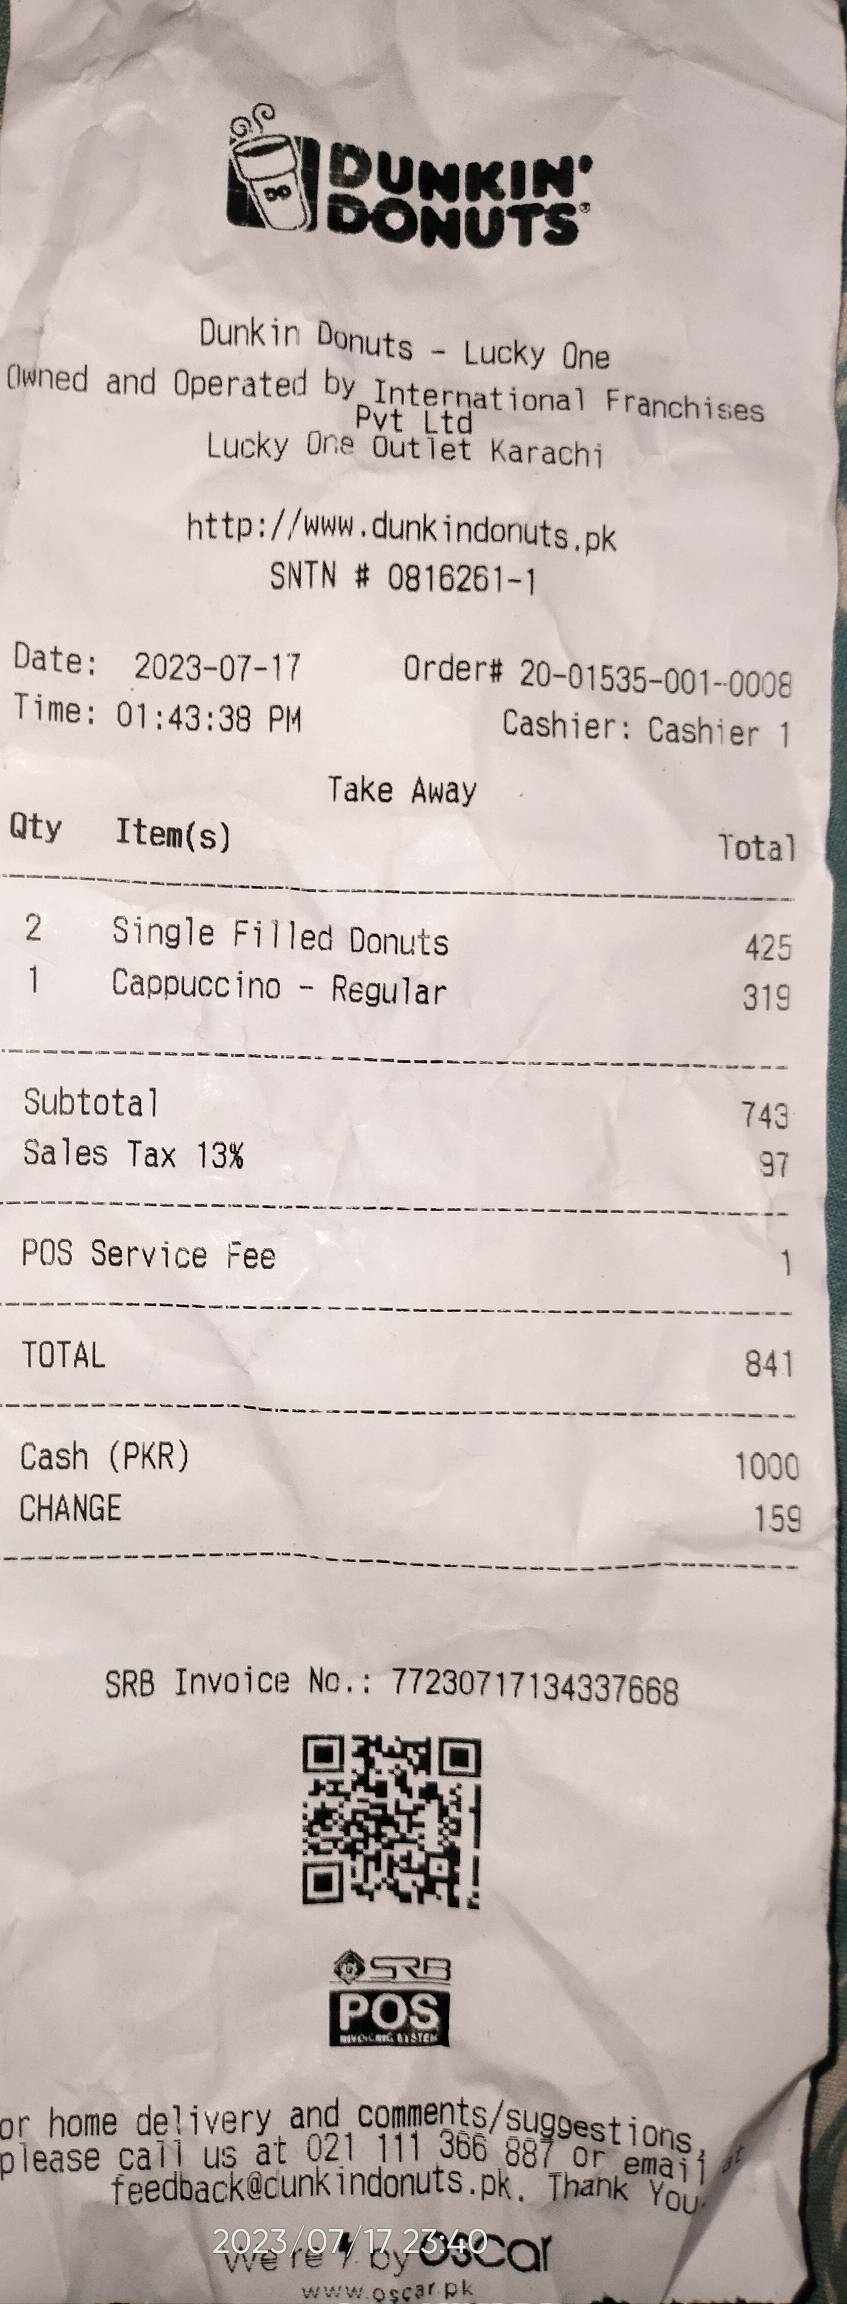 DUNKIN'
DONUTS®
Dunkin Donuts - Lucky One
Owned and Operated by International Franchises
Pvt Ltd
Lucky One Outlet Karachi
http://www.dunkindonuts.pk
SNTN # 0816261-1
Date: 2023-07-17 Order# 20-01535-001-0008
Time: 01:43:38 PM Cashier: Cashier 1
Take Away
Qty Item(s) Total
2 Single Filled Donuts 425
1 Cappuccino - Regular 319
Subtotal 743
Sales Tax 13% 97
POS Service Fee 1
TOTAL 841
Cash (PKR) 1000
CHANGE 159
SRB Invoice No.: 77230717134337668
SRB
POS
INVOICING SYSTEM
or home delivery and comments/suggestions,
please call us at 021 111 366 887 or email at
feedback@dunkindonuts.pk. Thank You.
2023/07/17 23:40
We're by oscar
www.oscar.pk